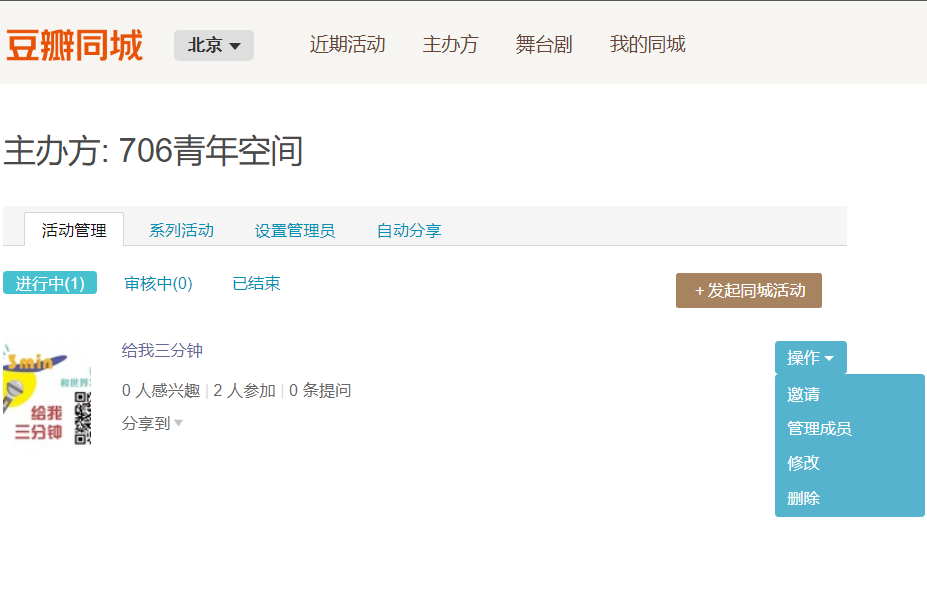 豆瓣同城 北京 近期活动 主办方 舞台剧 我的同城
主办方: 706青年空间
活动管理 系列活动 设置管理员 自动分享
进行中(1) 审核中(0) 已结束 + 发起同城活动
给我三分钟 操作
0 人感兴趣 | 2 人参加 | 0 条提问 邀请
分享到 管理成员
修改
删除
3min
和世界
给我
三分钟